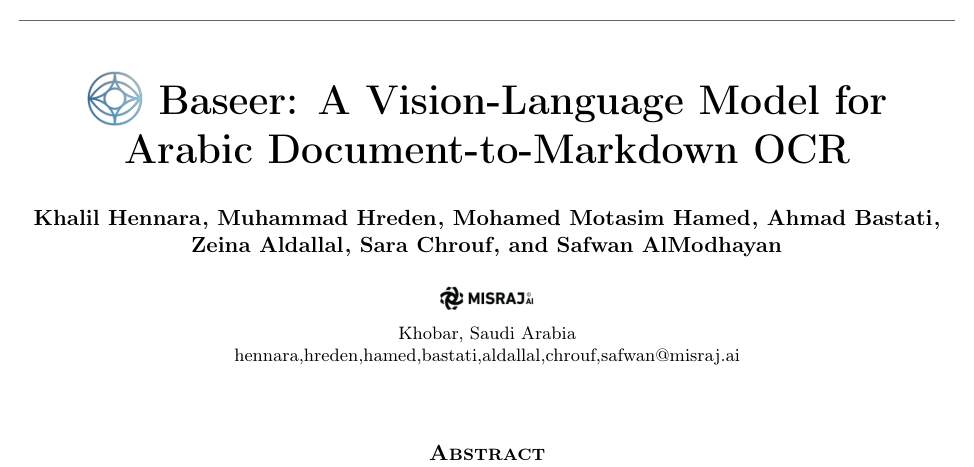 Baseer: A Vision-Language Model for
Arabic Document-to-Markdown OCR
Khalil Hennara, Muhammad Hreden, Mohamed Motasim Hamed, Ahmad Bastati,
Zeina Aldallal, Sara Chrouf, and Safwan AlModhayan
MISRAJ AI
Khobar, Saudi Arabia
hennara,hreden,hamed,bastati,aldallal,chrouf,safwan@misraj.ai
ABSTRACT